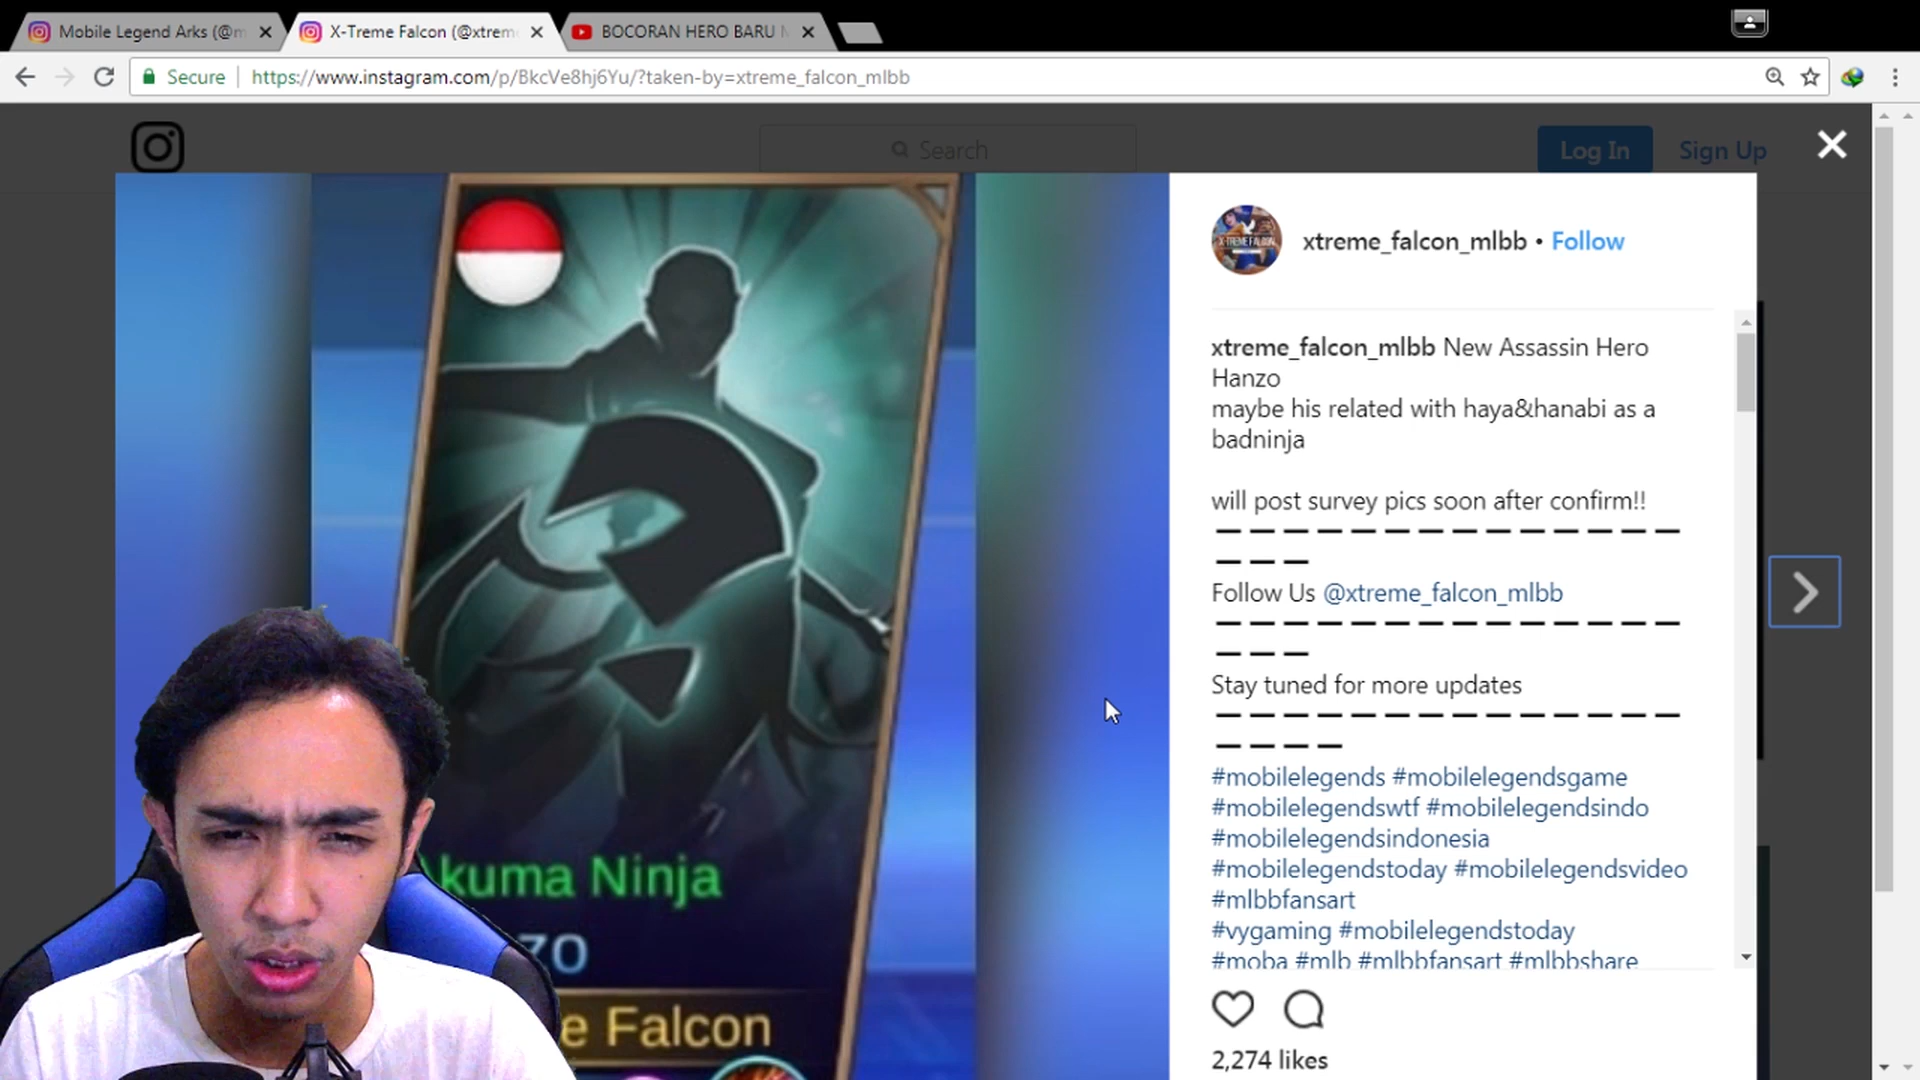 Mobile Legend Arks (@m
X-Treme Falcon (@xtrem
BOCORAN HERO BARU
Secure
https://www.instagram.com/p/BkcVe8hj6Yu/?taken-by=xtreme_falcon_mlbb
Search
Log In
Sign Up
X-TREME FALCON
xtreme_falcon_mlbb • Follow
xtreme_falcon_mlbb New Assassin Hero
Hanzo
maybe his related with haya&hanabi as a
badninja
will post survey pics soon after confirm!!
Follow Us @xtreme_falcon_mlbb
Stay tuned for more updates
#mobilelegends #mobilelegendsgame
#mobilelegendswtf #mobilelegendsindo
#mobilelegendsindonesia
#mobilelegendstoday #mobilelegendsvideo
#mlbbfansart
#vygaming #mobilelegendstoday
#moba #mlb #mlbbfansart #mlbbshare
2,274 likes
kuma Ninja
zo
e Falcon